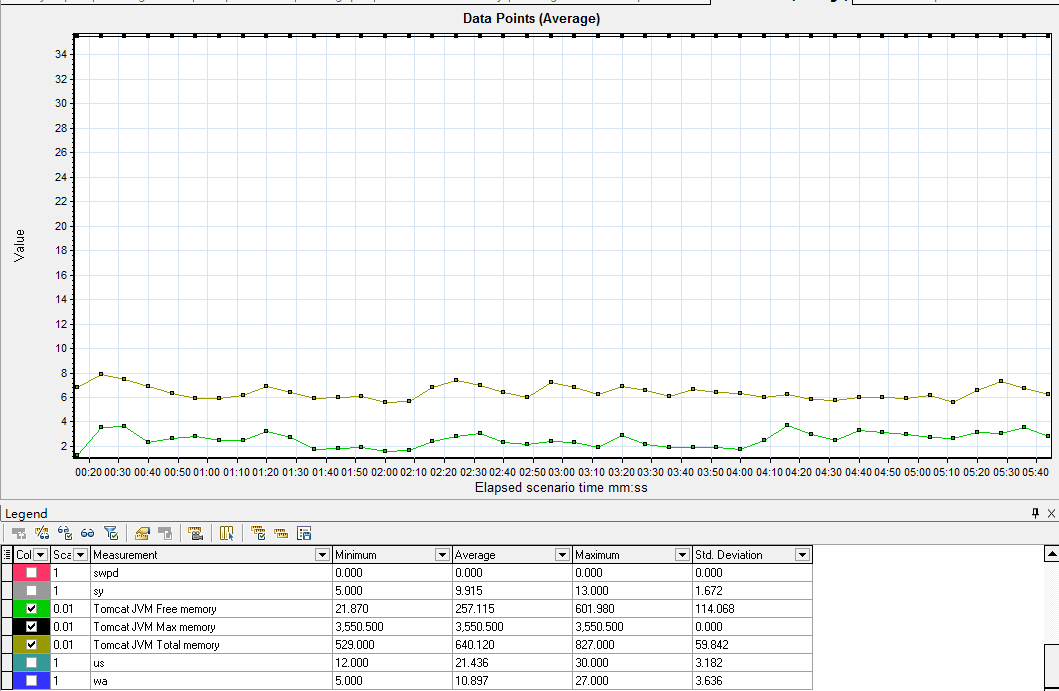 Data Points (Average)
34
32
30
28
26
24
22
20
18
16
14
12
10
8
6
4
2
Value
00:20 00:30 00:40 00:50 01:00 01:10 01:20 01:30 01:40 01:50 02:00 02:10 02:20 02:30 02:40 02:50 03:00 03:10 03:20 03:30 03:40 03:50 04:00 04:10 04:20 04:30 04:40 04:50 05:00 05:10 05:20 05:30 05:40
Elapsed scenario time mm:ss
Legend
Col Sca Measurement Minimum Average Maximum Std. Deviation
1 swpd 0.000 0.000 0.000 0.000
1 sy 5.000 9.915 13.000 1.672
0.01 Tomcat JVM Free memory 21.870 257.115 601.980 114.068
0.01 Tomcat JVM Max memory 3,550.500 3,550.500 3,550.500 0.000
0.01 Tomcat JVM Total memory 529.000 640.120 827.000 59.842
1 us 12.000 21.436 30.000 3.182
1 wa 5.000 10.897 27.000 3.636